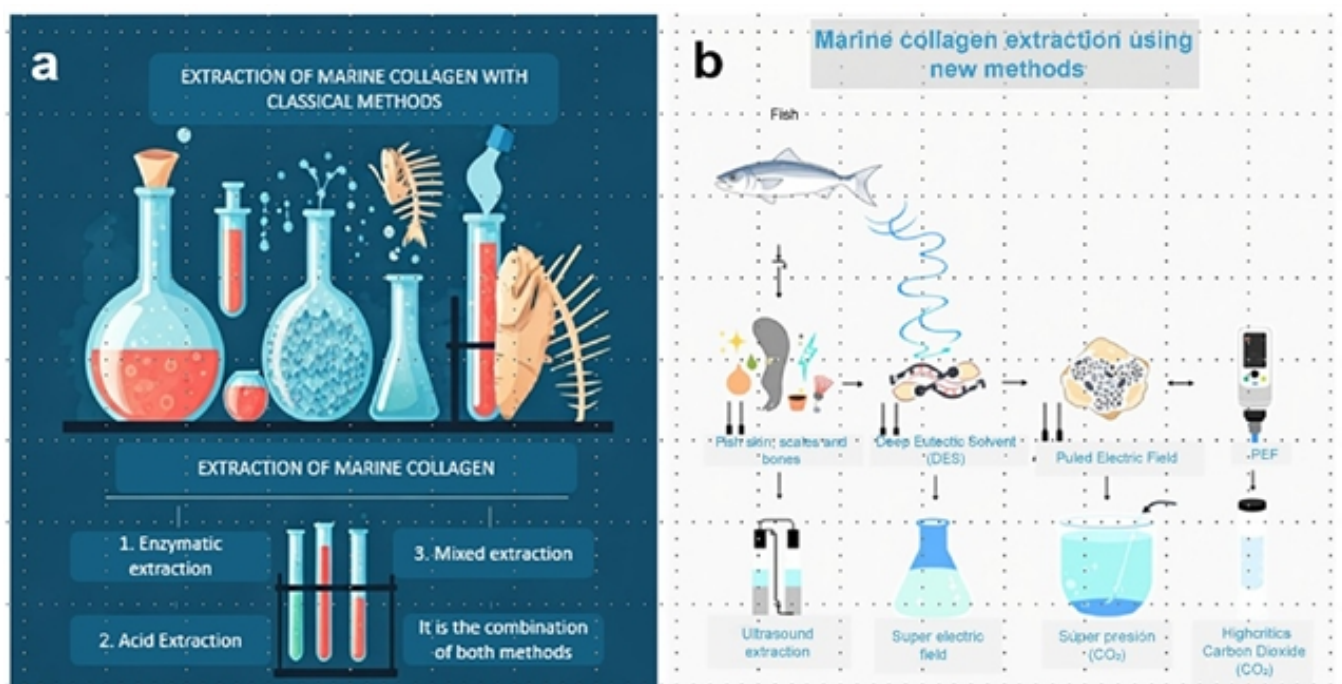 a
EXTRACTION OF MARINE COLLAGEN WITH
CLASSICAL METHODS
EXTRACTION OF MARINE COLLAGEN
1. Enzymatic
extraction
2. Acid Extraction
3. Mixed extraction
It is the combination
of both methods
b
Marine collagen extraction using
new methods
Fish
Pish skin, scales and
bones
Deep Eutectic Solvent
(DES)
Puled Electric Field
PEF
Ultrasound
extraction
Super electric
field
Súper presión
(CO₂)
Highcritics
Carbon Dioxide
(CO₂)